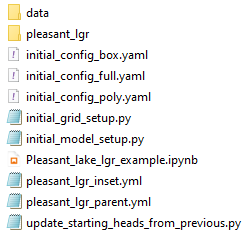 data
pleasant_lgr
initial_config_box.yaml
initial_config_full.yaml
initial_config_poly.yaml
initial_grid_setup.py
initial_model_setup.py
Pleasant_lake_lgr_example.ipynb
pleasant_lgr_inset.yml
pleasant_lgr_parent.yml
update_starting_heads_from_previous.py